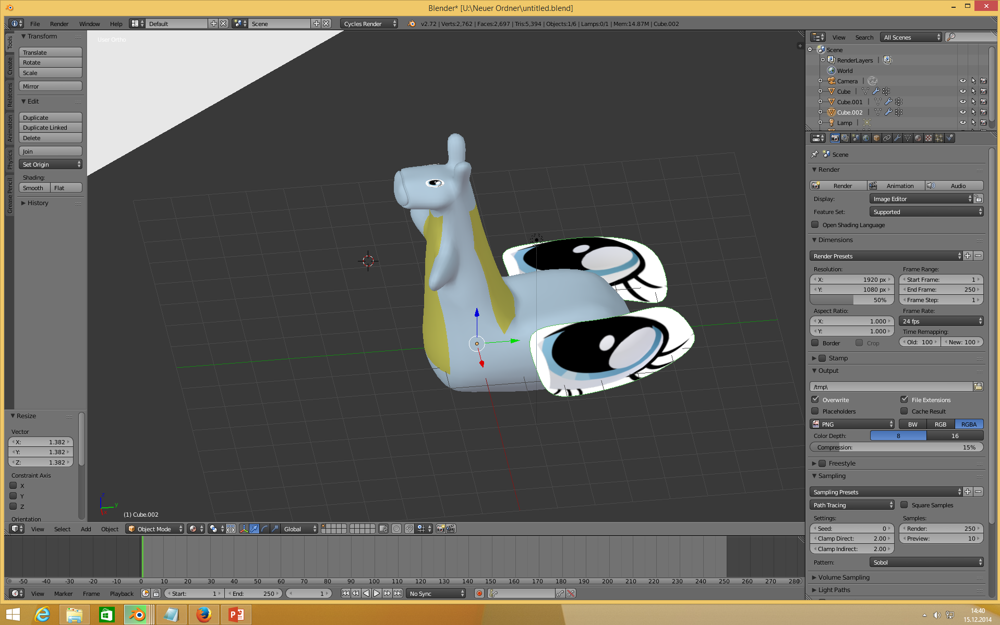 Blender* [U:\Neuer Ordner\untitled.blend]
File Render Window Help Default Scene Cycles Render v2.72 | Verts:2,762 | Faces:2,697 | Tris:5,394 | Objects:1/6 | Lamps:0/1 | Mem:14.87M | Cube.002
Tools
Create
Relations
Animation
Physics
Grease Pencil
Transform
Translate
Rotate
Scale
Mirror
Edit
Duplicate
Duplicate Linked
Delete
Join
Set Origin
Shading:
Smooth Flat
History
Resize
Vector
X: 1.382
Y: 1.382
Z: 1.382
Constraint Axis
X
Y
Z
Orientation
User Ortho
z
y
x
(1) Cube.002
View Select Add Object Object Mode Global
-50 -40 -30 -20 -10 0 10 20 30 40 50 60 70 80 90 100 110 120 130 140 150 160 170 180 190 200 210 220 230 240 250 260 270 280
View Marker Frame Playback Start: 1 End: 250 1 No Sync
View Search All Scenes
Scene
RenderLayers
World
Camera
Cube
Cube.001
Cube.002
Lamp
Scene
Render
Render Animation Audio
Display: Image Editor
Feature Set: Supported
Open Shading Language
Dimensions
Render Presets
Resolution: Frame Range:
X: 1920 px Start Frame: 1
Y: 1080 px End Frame: 250
50% Frame Step: 1
Aspect Ratio: Frame Rate:
X: 1.000 24 fps
Y: 1.000 Time Remapping:
Border Crop Old: 100 New: 100
Stamp
Output
/tmp\
Overwrite File Extensions
Placeholders Cache Result
PNG BW RGB RGBA
Color Depth: 8 16
Compression: 15%
Freestyle
Sampling
Sampling Presets
Path Tracing Square Samples
Settings: Samples:
Seed: 0 Render: 250
Clamp Direct: 2.00 Preview: 10
Clamp Indirect: 2.00
Pattern: Sobol
Volume Sampling
Light Paths
14:40
15.12.2014